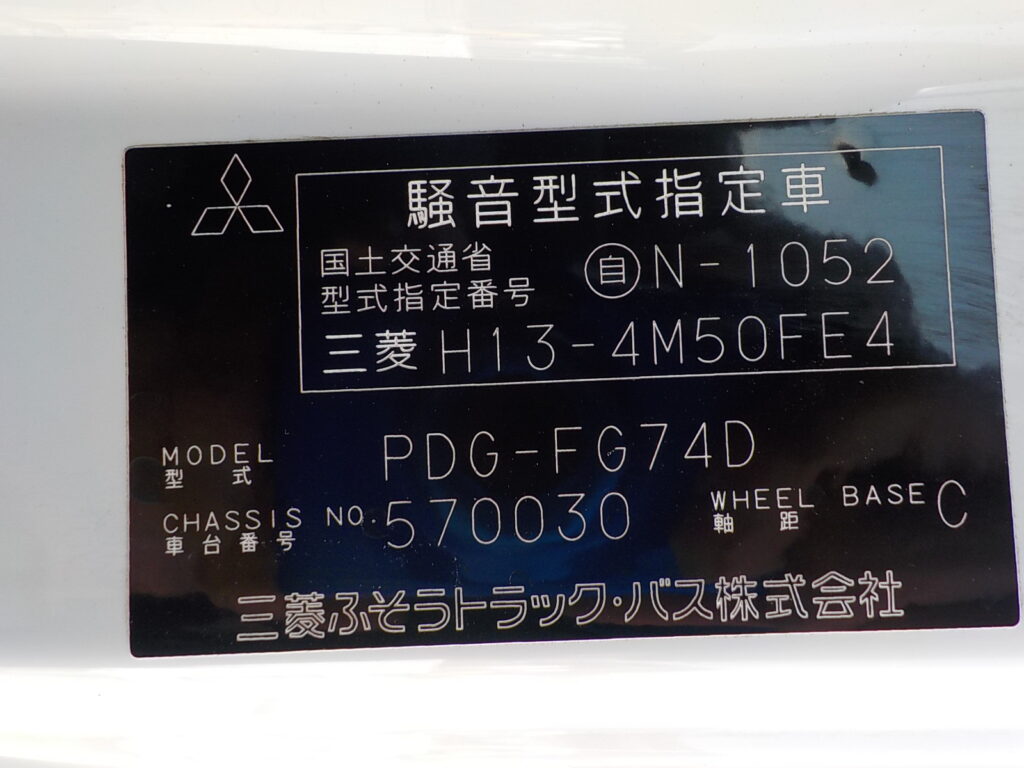 騒音型式指定車
国土交通省
型式指定番号 � N-1052
三菱 H13-4M50FE4
MODEL PDG-FG74D
型式
CHASSIS NO. 570030 WHEEL BASE C
車台番号 軸距
三菱ふそうトラック・バス株式会社